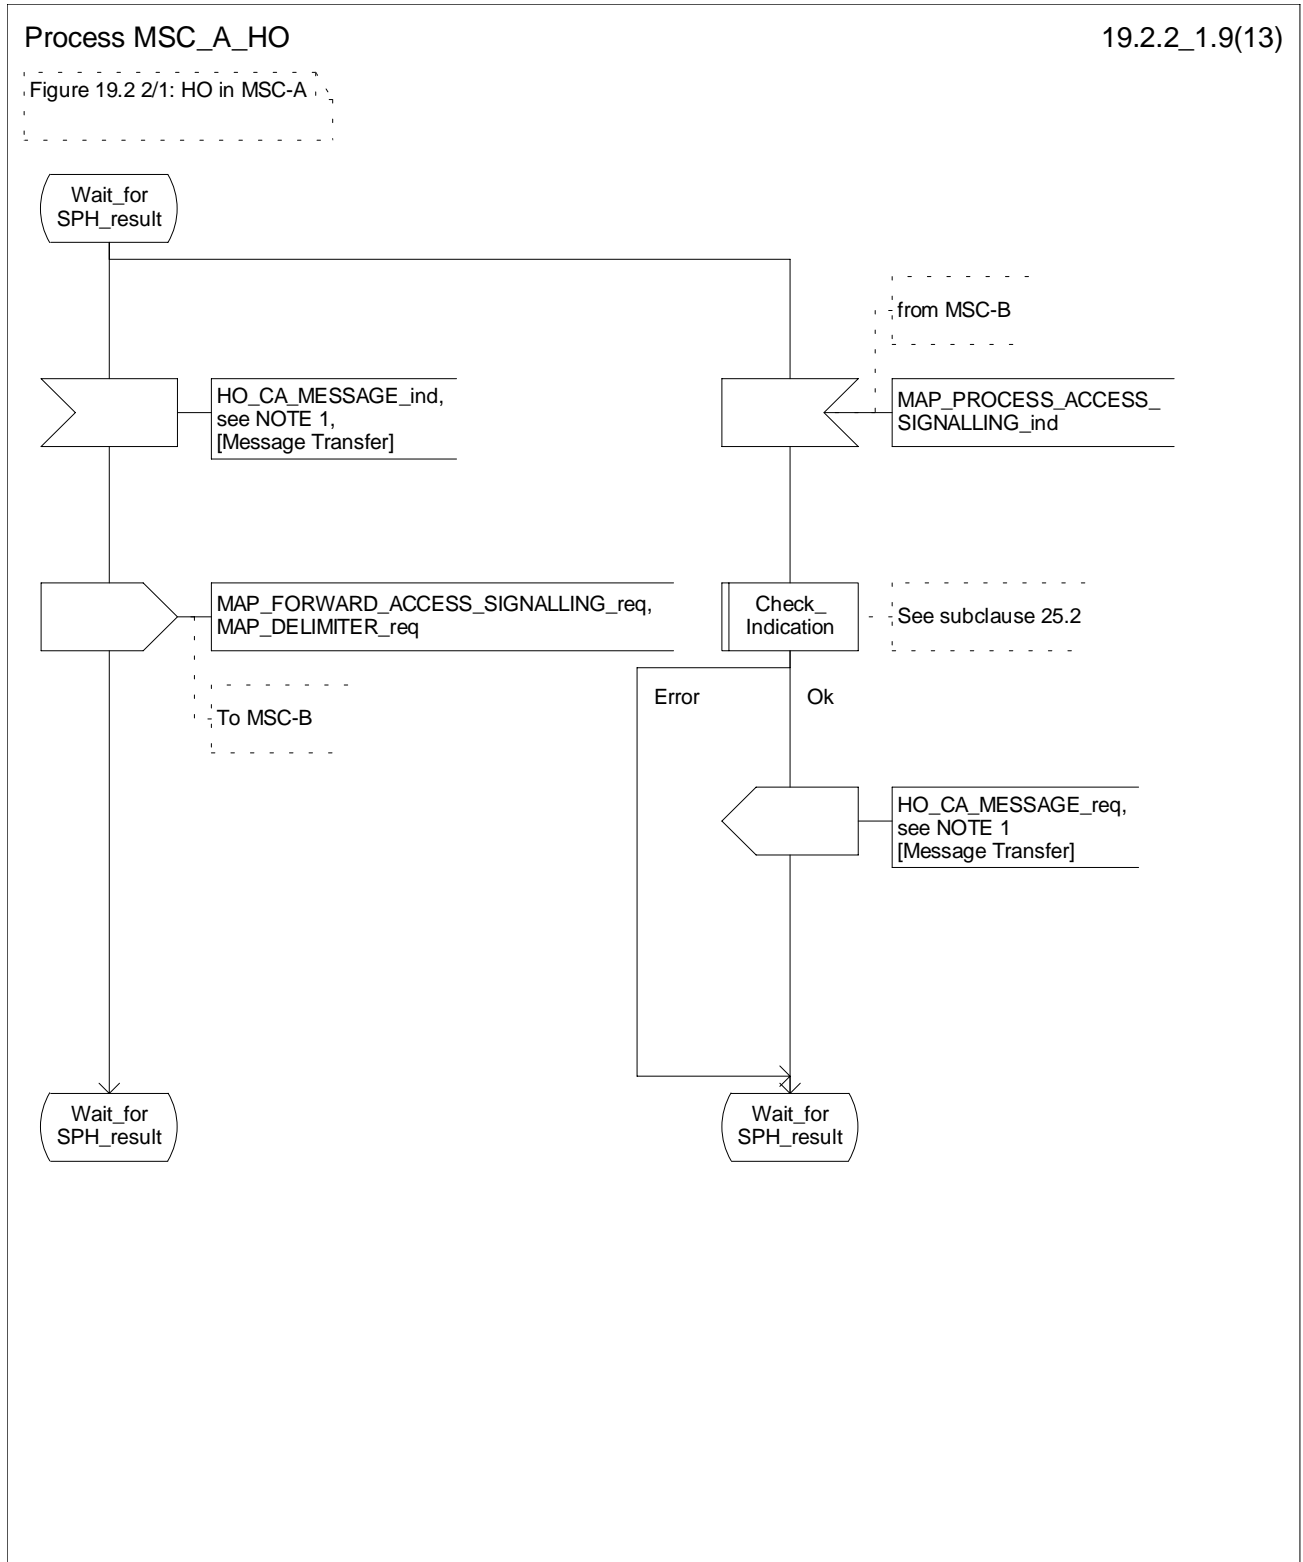 Process MSC_A_HO
19.2.2_1.9(13)
Figure 19.2 2/1: HO in MSC-A
Wait_for
SPH_result
from MSC-B
HO_CA_MESSAGE_ind,
see NOTE 1,
[Message Transfer]
MAP_PROCESS_ACCESS_
SIGNALLING_ind
MAP_FORWARD_ACCESS_SIGNALLING_req,
MAP_DELIMITER_req
Check_
Indication
See subclause 25.2
To MSC-B
Error
Ok
HO_CA_MESSAGE_req,
see NOTE 1
[Message Transfer]
Wait_for
SPH_result
Wait_for
SPH_result